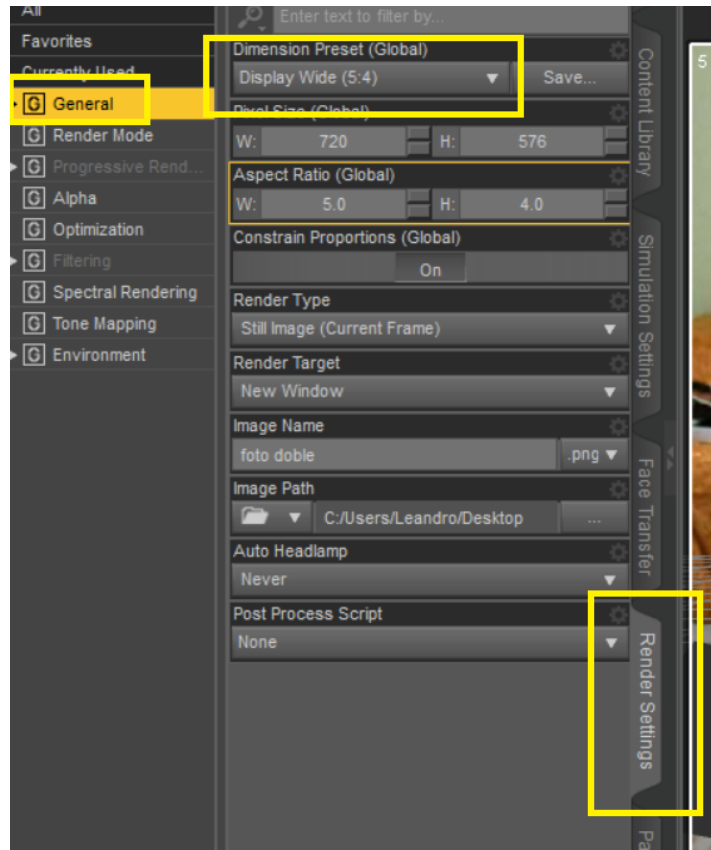 All
Favorites
Currently Used
G General
G Render Mode
G Progressive Rend...
G Alpha
G Optimization
G Filtering
G Spectral Rendering
G Tone Mapping
G Environment
Enter text to filter by...
Dimension Preset (Global)
Display Wide (5:4) Save...
Pixel Size (Global)
W: 720 H: 576
Aspect Ratio (Global)
W: 5.0 H: 4.0
Constrain Proportions (Global)
On
Render Type
Still Image (Current Frame)
Render Target
New Window
Image Name
foto doble .png
Image Path
C:/Users/Leandro/Desktop ...
Auto Headlamp
Never
Post Process Script
None
Content Library
Simulation Settings
Face Transfer
Render Settings
Pa
5